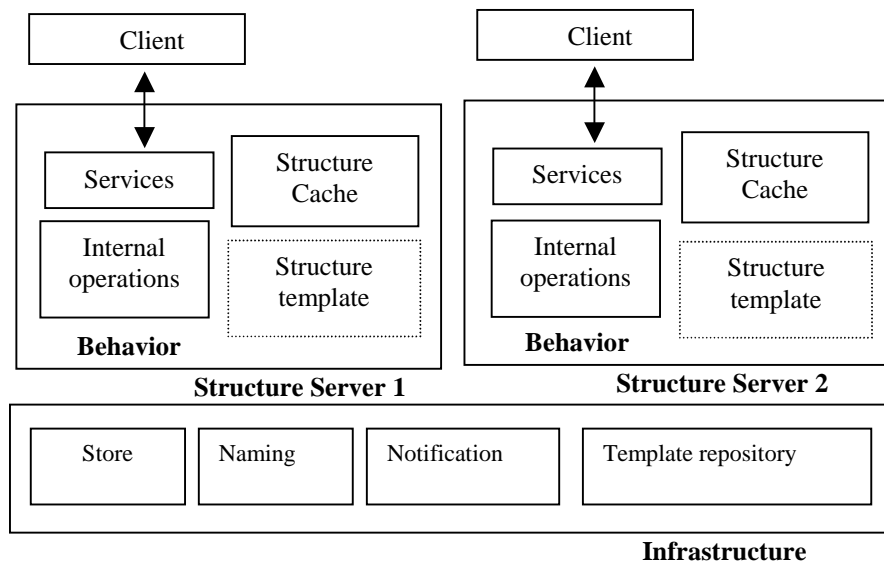 Client
Services
Structure
Cache
Internal
operations
Structure
template
Behavior
Structure Server 1
Client
Services
Structure
Cache
Internal
operations
Structure
template
Behavior
Structure Server 2
Store
Naming
Notification
Template repository
Infrastructure